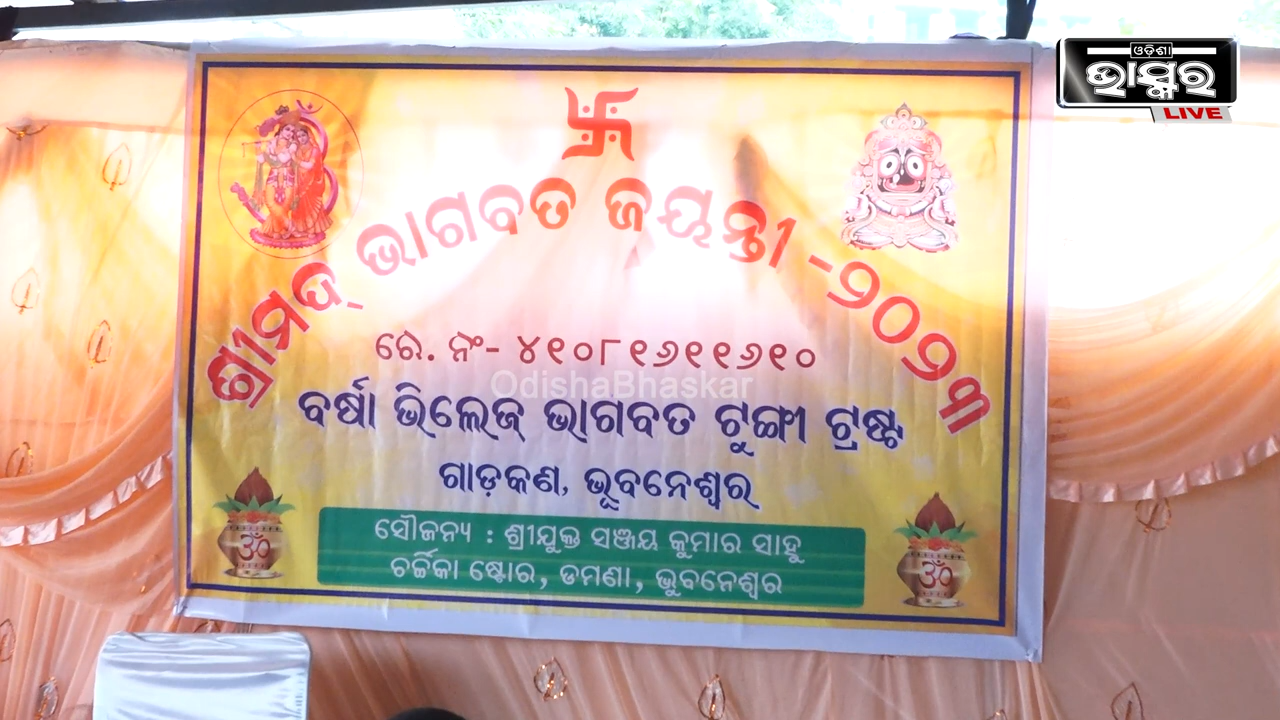 ଓଡ଼ିଶା
ଭାସ୍କର
LIVE
ଶ୍ରୀମଦ୍ ଭାଗବତ ଜୟନ୍ତୀ -୨୦୨୩
ରେ. ନଂ- ୪୧୦୮୧୬୧୧୬୧୦
OdishaBhaskar
ବର୍ଷା ଭିଲେଜ୍ ଭାଗବତ ଟୁଙ୍ଗୀ ଟ୍ରଷ୍ଟ
ଗାଡ଼କଣ, ଭୂବନେଶ୍ୱର୍
ସୌଜନ୍ୟ : ଶ୍ରୀଯୁକ୍ତ ସଞ୍ଜୟ କୁମାର ସାହୁ
ଚର୍ଚ୍ଚିକା ଷ୍ଟୋର, ଡମଣା, ଭୁବନେଶ୍ୱର
ॐ
ॐ